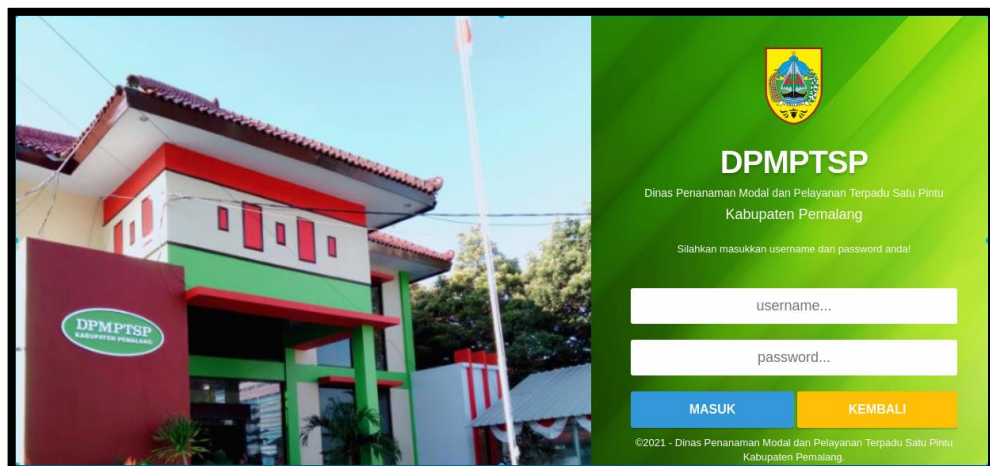 DPMPTSP
KABUPATEN PEMALANG
DPMPTSP
Dinas Penanaman Modal dan Pelayanan Terpadu Satu Pintu
Kabupaten Pemalang
Silahkan masukkan username dan password anda!
username...
password...
MASUK
KEMBALI
©2021 - Dinas Penanaman Modal dan Pelayanan Terpadu Satu Pintu
Kabupaten Pemalang.